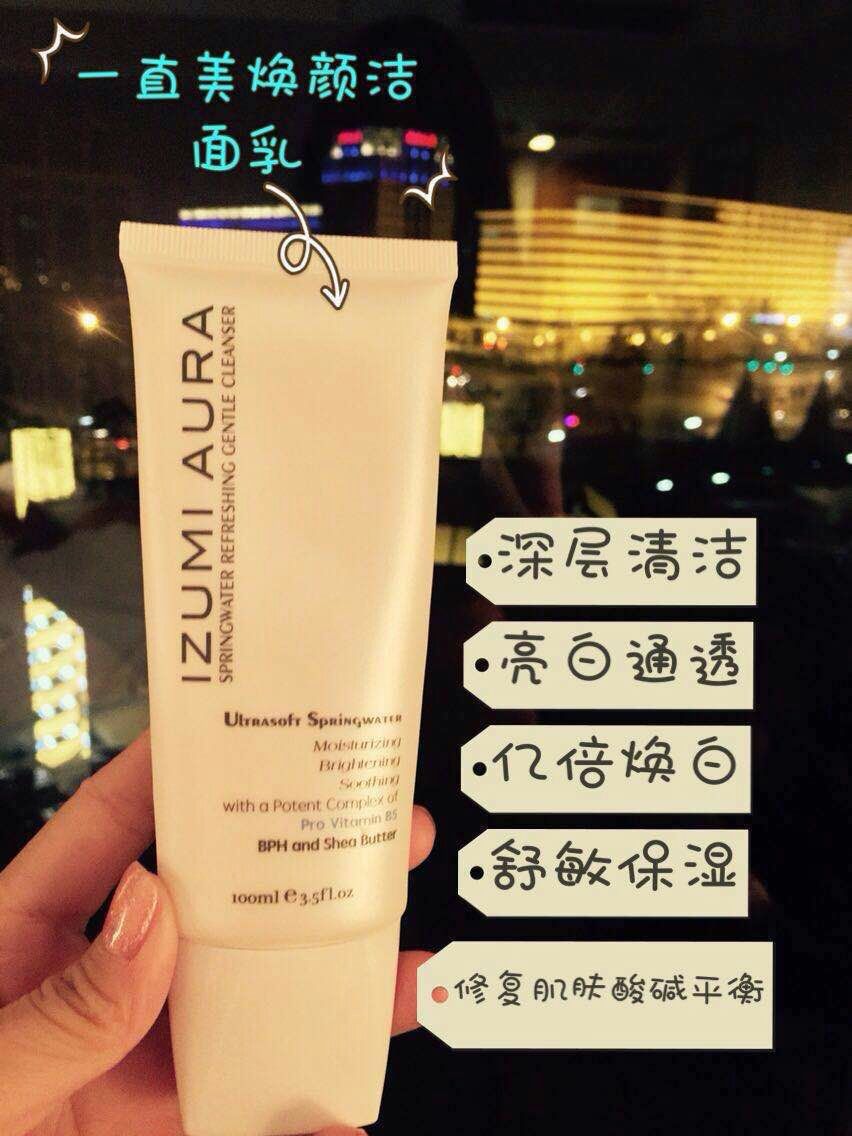 一直美焕颜洁
面乳
IZUMI AURA
SPRINGWATER REFRESHING GENTLE CLEANSER
Ultrasoft Springwater
Moisturizing
Brightening
Soothing
with a Potent Complex of
Pro Vitamin B5
BPH and Shea Butter
100ml e 3.5fl.oz
深层清洁
亮白通透
亿倍焕白
舒敏保湿
修复肌肤酸碱平衡